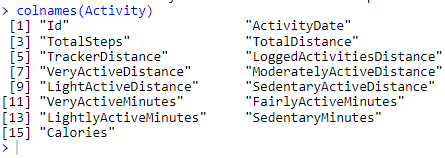 > colnames(Activity)
 [1] "Id"                       "ActivityDate"
 [3] "TotalSteps"               "TotalDistance"
 [5] "TrackerDistance"          "LoggedActivitiesDistance"
 [7] "VeryActiveDistance"       "ModeratelyActiveDistance"
 [9] "LightActiveDistance"      "SedentaryActiveDistance"
[11] "VeryActiveMinutes"        "FairlyActiveMinutes"
[13] "LightlyActiveMinutes"     "SedentaryMinutes"
[15] "Calories"
>